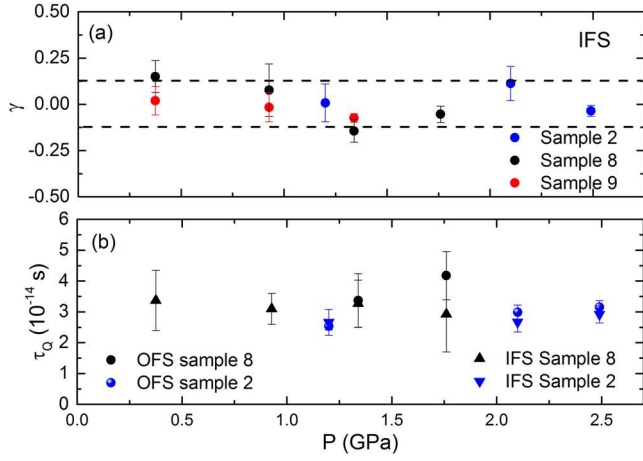 0.50
(a)
IFS
0.25
0.00
-0.25
-0.50
γ
Sample 2
Sample 8
Sample 9
6
(b)
5
4
3
2
1
0
τQ (10-14 s)
OFS sample 8
OFS sample 2
IFS Sample 8
IFS Sample 2
0.0 0.5 1.0 1.5 2.0 2.5
P (GPa)